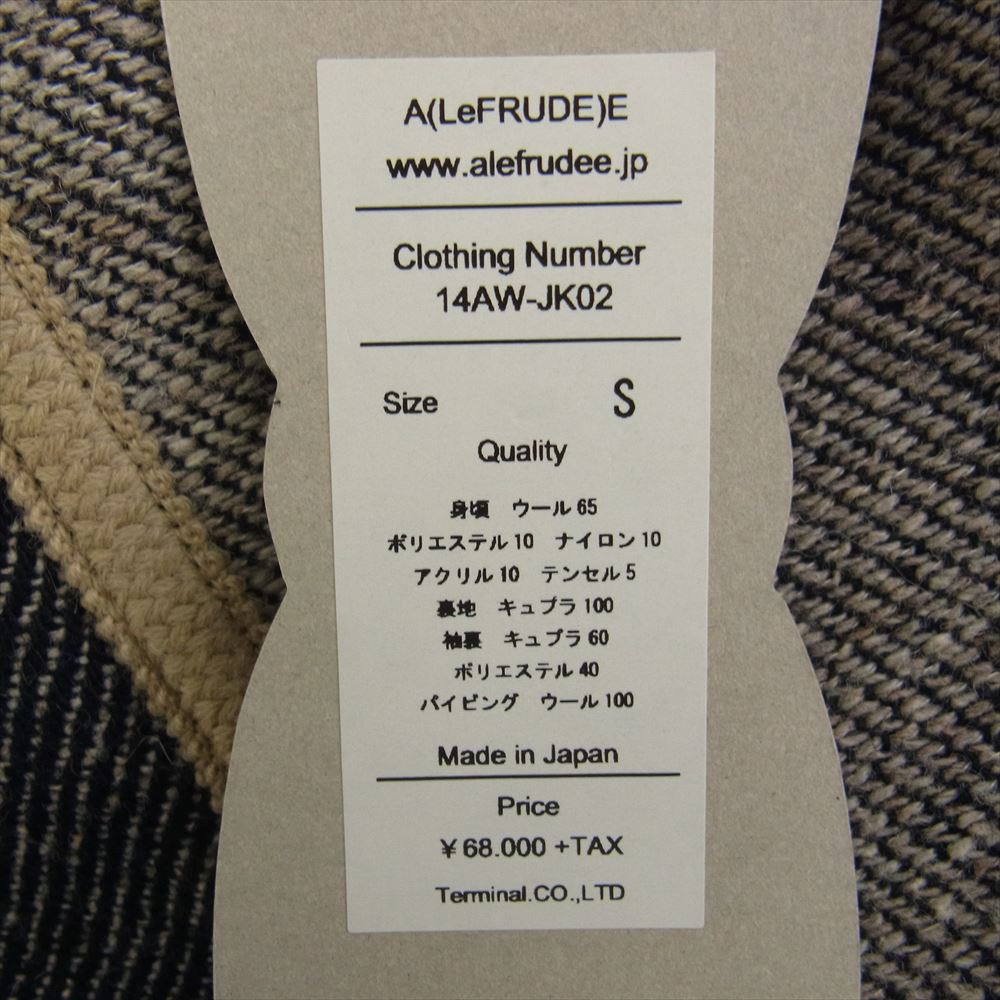 A(LeFRUDE)E
www.alefrudee.jp
Clothing Number
14AW-JK02
Size S
Quality
身頃 ウール 65
ポリエステル 10 ナイロン 10
アクリル 10 テンセル 5
裏地 キュプラ 100
袖裏 キュプラ 60
ポリエステル 40
パイピング ウール 100
Made in Japan
Price
¥68.000 +TAX
Terminal.CO.,LTD